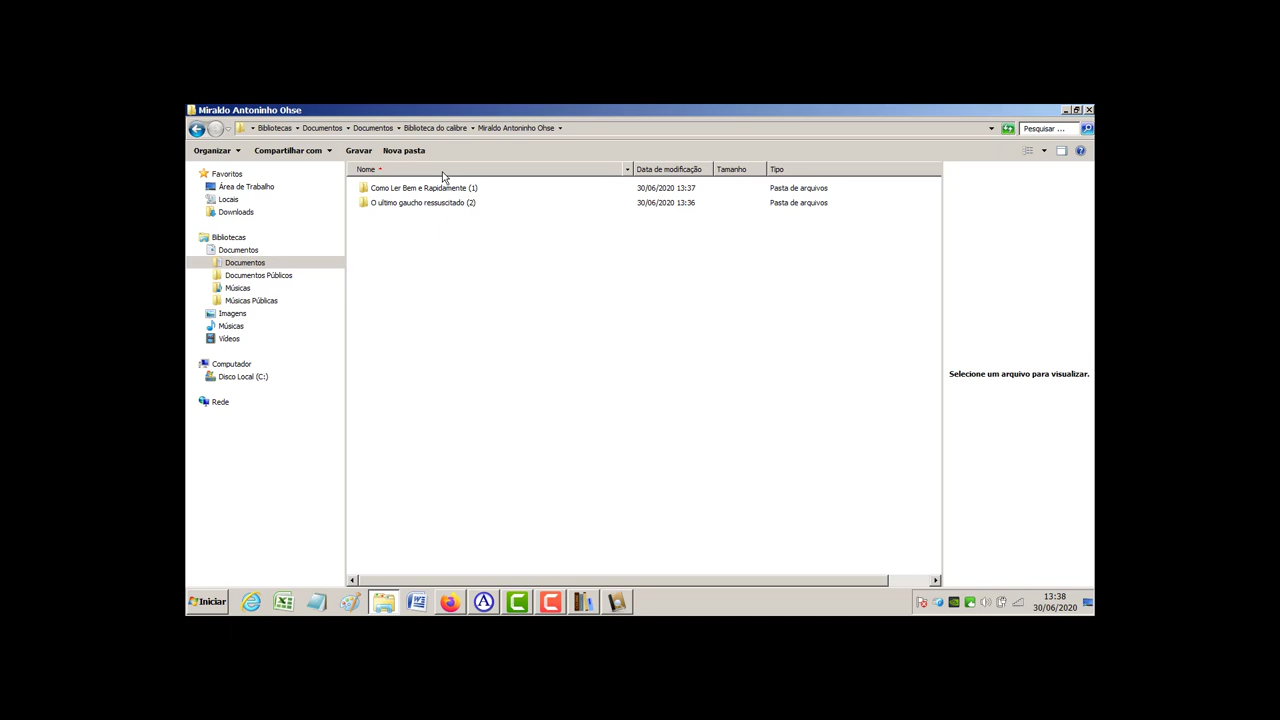 Miraldo Antoninho Ohse
Bibliotecas Documentos Documentos Biblioteca do calibre Miraldo Antoninho Ohse
Pesquisar ...
Organizar Compartilhar com Gravar Nova pasta
Nome Data de modificação Tamanho Tipo
Como Ler Bem e Rapidamente (1) 30/06/2020 13:37 Pasta de arquivos
O ultimo gaucho ressuscitado (2) 30/06/2020 13:36 Pasta de arquivos
Favoritos
Área de Trabalho
Locais
Downloads
Bibliotecas
Documentos
Documentos
Documentos Públicos
Músicas
Músicas Públicas
Imagens
Músicas
Vídeos
Computador
Disco Local (C:)
Rede
Selecione um arquivo para visualizar.
Iniciar
13:38
30/06/2020